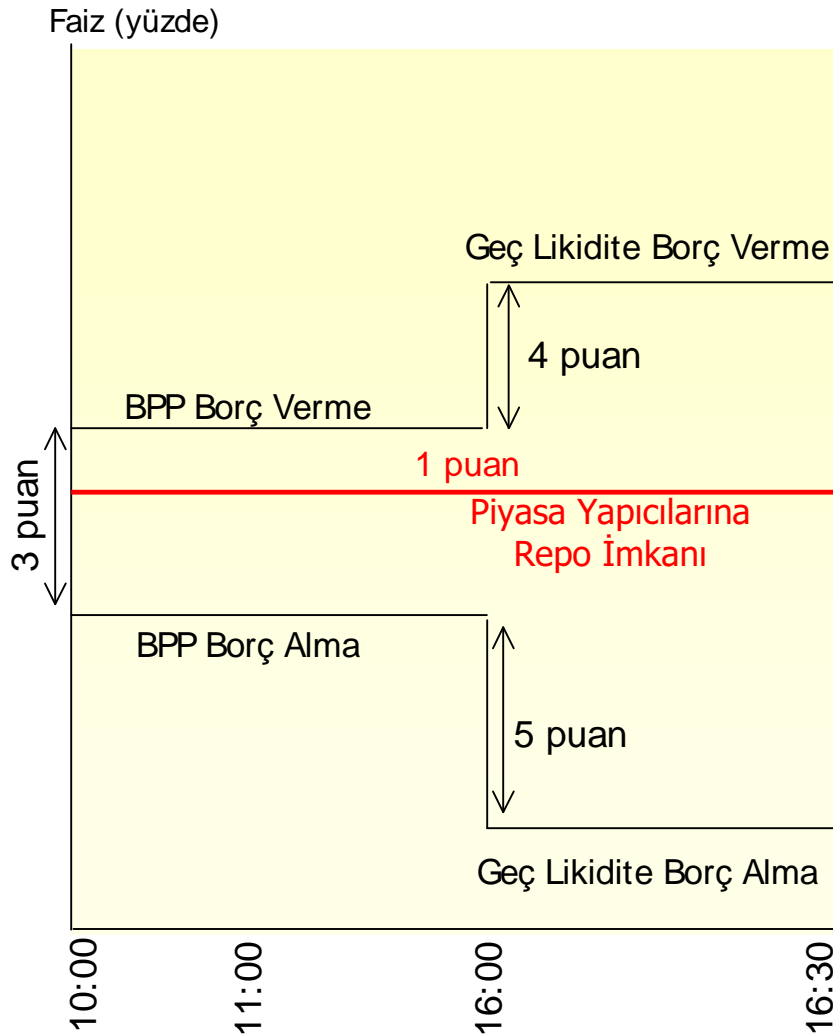 Faiz (yüzde)
Geç Likidite Borç Verme
4 puan
BPP Borç Verme
1 puan
3 puan
Piyasa Yapıcılarına
Repo İmkanı
BPP Borç Alma
5 puan
Geç Likidite Borç Alma
10:00
11:00
16:00
16:30